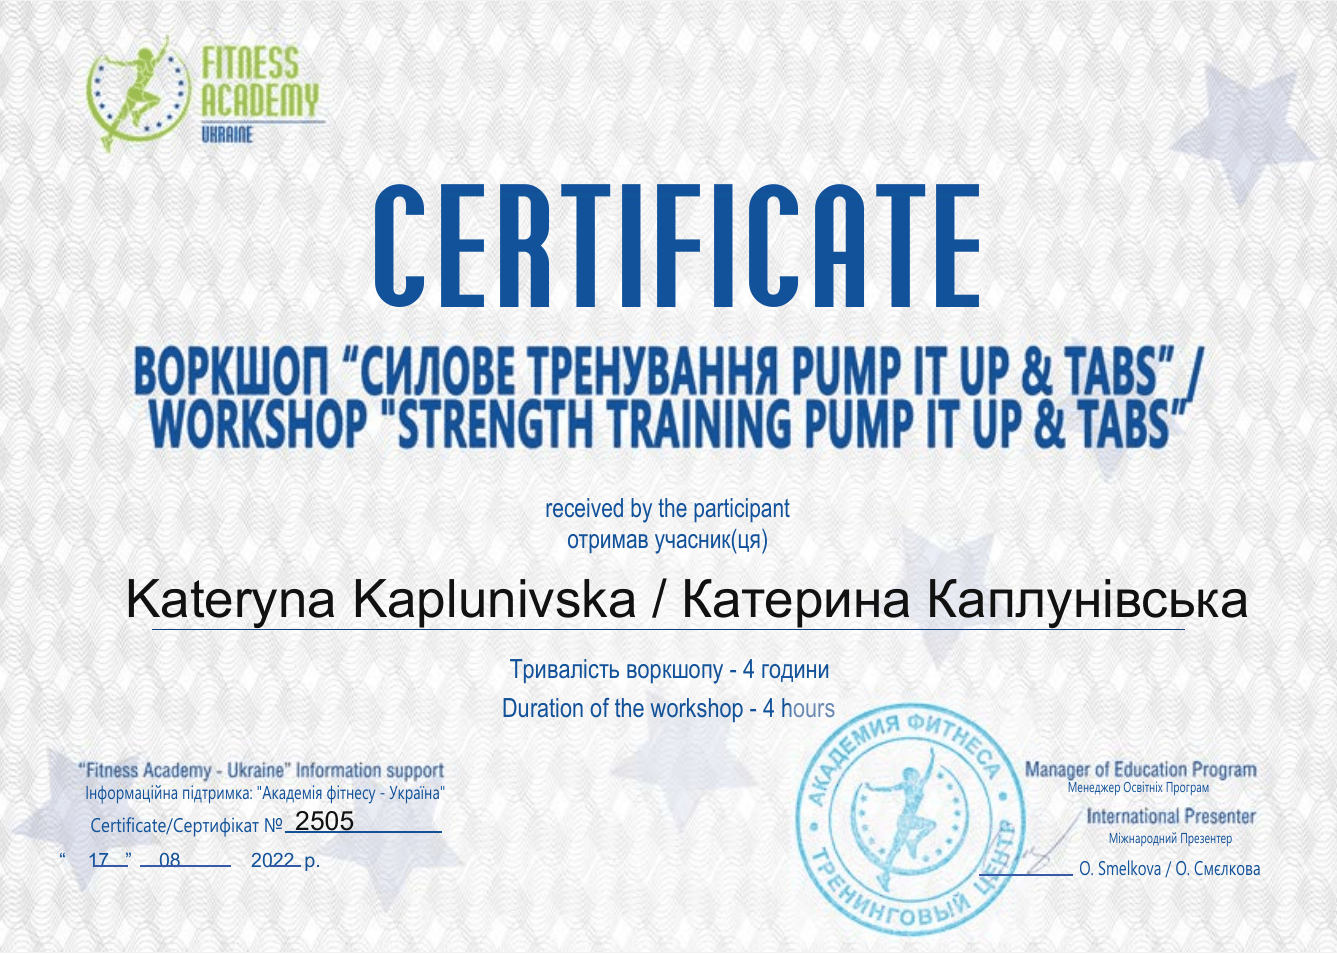 FITNESS
ACADEMY
UKRAINE
CERTIFICATE
ВОРКШОП “СИЛОВЕ ТРЕНУВАННЯ PUMP IT UP & TABS” /
WORKSHOP "STRENGTH TRAINING PUMP IT UP & TABS”
received by the participant
отримав учасник(ця)
Kateryna Kaplunivska / Катерина Каплунівська
Тривалість воркшопу - 4 години
Duration of the workshop - 4 hours
“Fitness Academy - Ukraine” Information support
Інформаційна підтримка: "Академія фітнесу - Україна"
Certificate/Сертифікат № 2505
“ 17 ” 08 2022 р.
АКАДЕМИЯ ФИТНЕСА
ТРЕНИНГОВЫЙ ЦЕНТР
Manager of Education Program
Менеджер Освітніх Програм
International Presenter
Міжнародний Презентер
O. Smelkova / О. Смєлкова